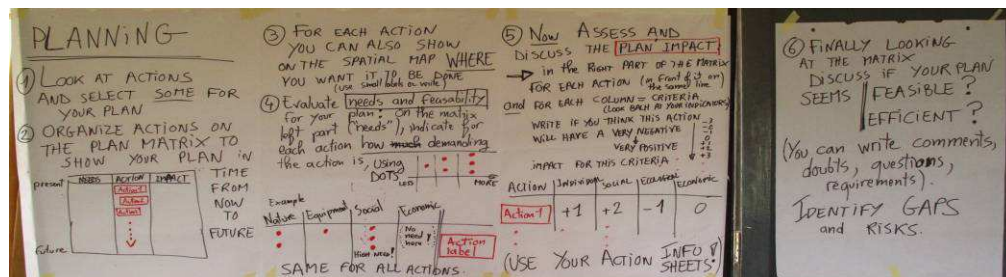 PLANNING
① LOOK AT ACTIONS
AND SELECT SOME FOR
YOUR PLAN
② ORGANIZE ACTIONS ON
THE PLAN MATRIX TO
SHOW YOUR PLAN IN
TIME
FROM
NOW
TO
FUTURE
present
NEEDS ACTION IMPACT
Action1
Action2
Action3
future
③ FOR EACH ACTION
YOU CAN ALSO SHOW
ON THE SPATIAL MAP WHERE
YOU WANT IT TO BE DONE
(use small dots or write)
④ Evaluate needs and feasability
for your plan: On the matrix
left part ("needs"), indicate for
each action how much demanding
the action is, Using
DOTS
LESS MORE
Example
Nature Equipment Social Economic
No
need
here!
High need!
Action
label
SAME FOR ALL ACTIONS.
⑤ NOW ASSESS AND
DISCUSS THE PLAN IMPACT
→ in the RIGHT PART OF THE MATRIX
FOR EACH ACTION (in front of it on
the same line)
and FOR EACH COLUMN = CRITERIA
(LOOK BACK AT YOUR INDICATORS)
WRITE IF YOU THINK THIS ACTION
WILL HAVE A VERY NEGATIVE
VERY POSITIVE
-3
-2
-1
0
+1
+2
+3
IMPACT FOR THIS CRITERIA.
ACTION Individual Social Ecological Economic
Action 1 +1 +2 -1 0
(USE YOUR ACTION INFO
SHEETS!)
⑥ FINALLY LOOKING
AT THE MATRIX
DISCUSS IF YOUR PLAN
SEEMS FEASIBLE?
EFFICIENT?
(You can write comments,
doubts, questions,
requirements).
IDENTIFY GAPS
and RISKS.